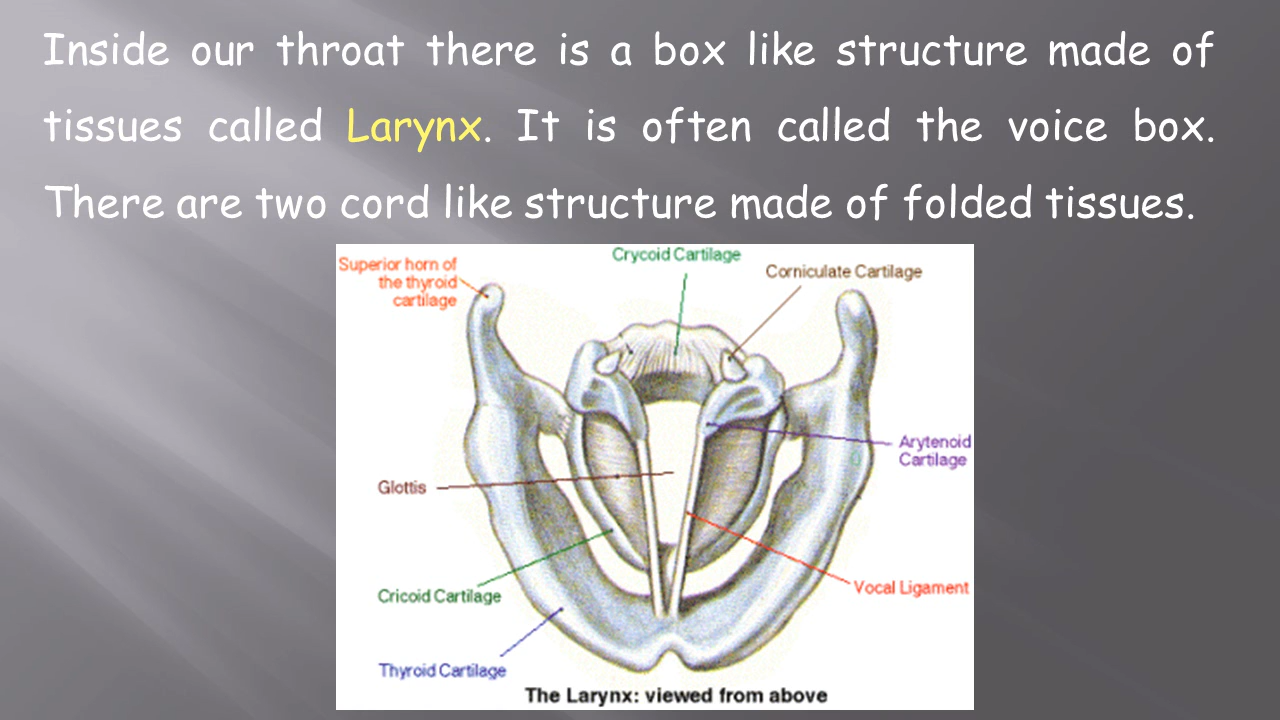 Inside our throat there is a box like structure made of
tissues called Larynx. It is often called the voice box.
There are two cord like structure made of folded tissues.
Crycoid Cartilage
Superior horn of
the thyroid
cartilage
Corniculate Cartilage
Arytenoid
Cartilage
Glottis
Vocal Ligament
Cricoid Cartilage
Thyroid Cartilage
The Larynx: viewed from above